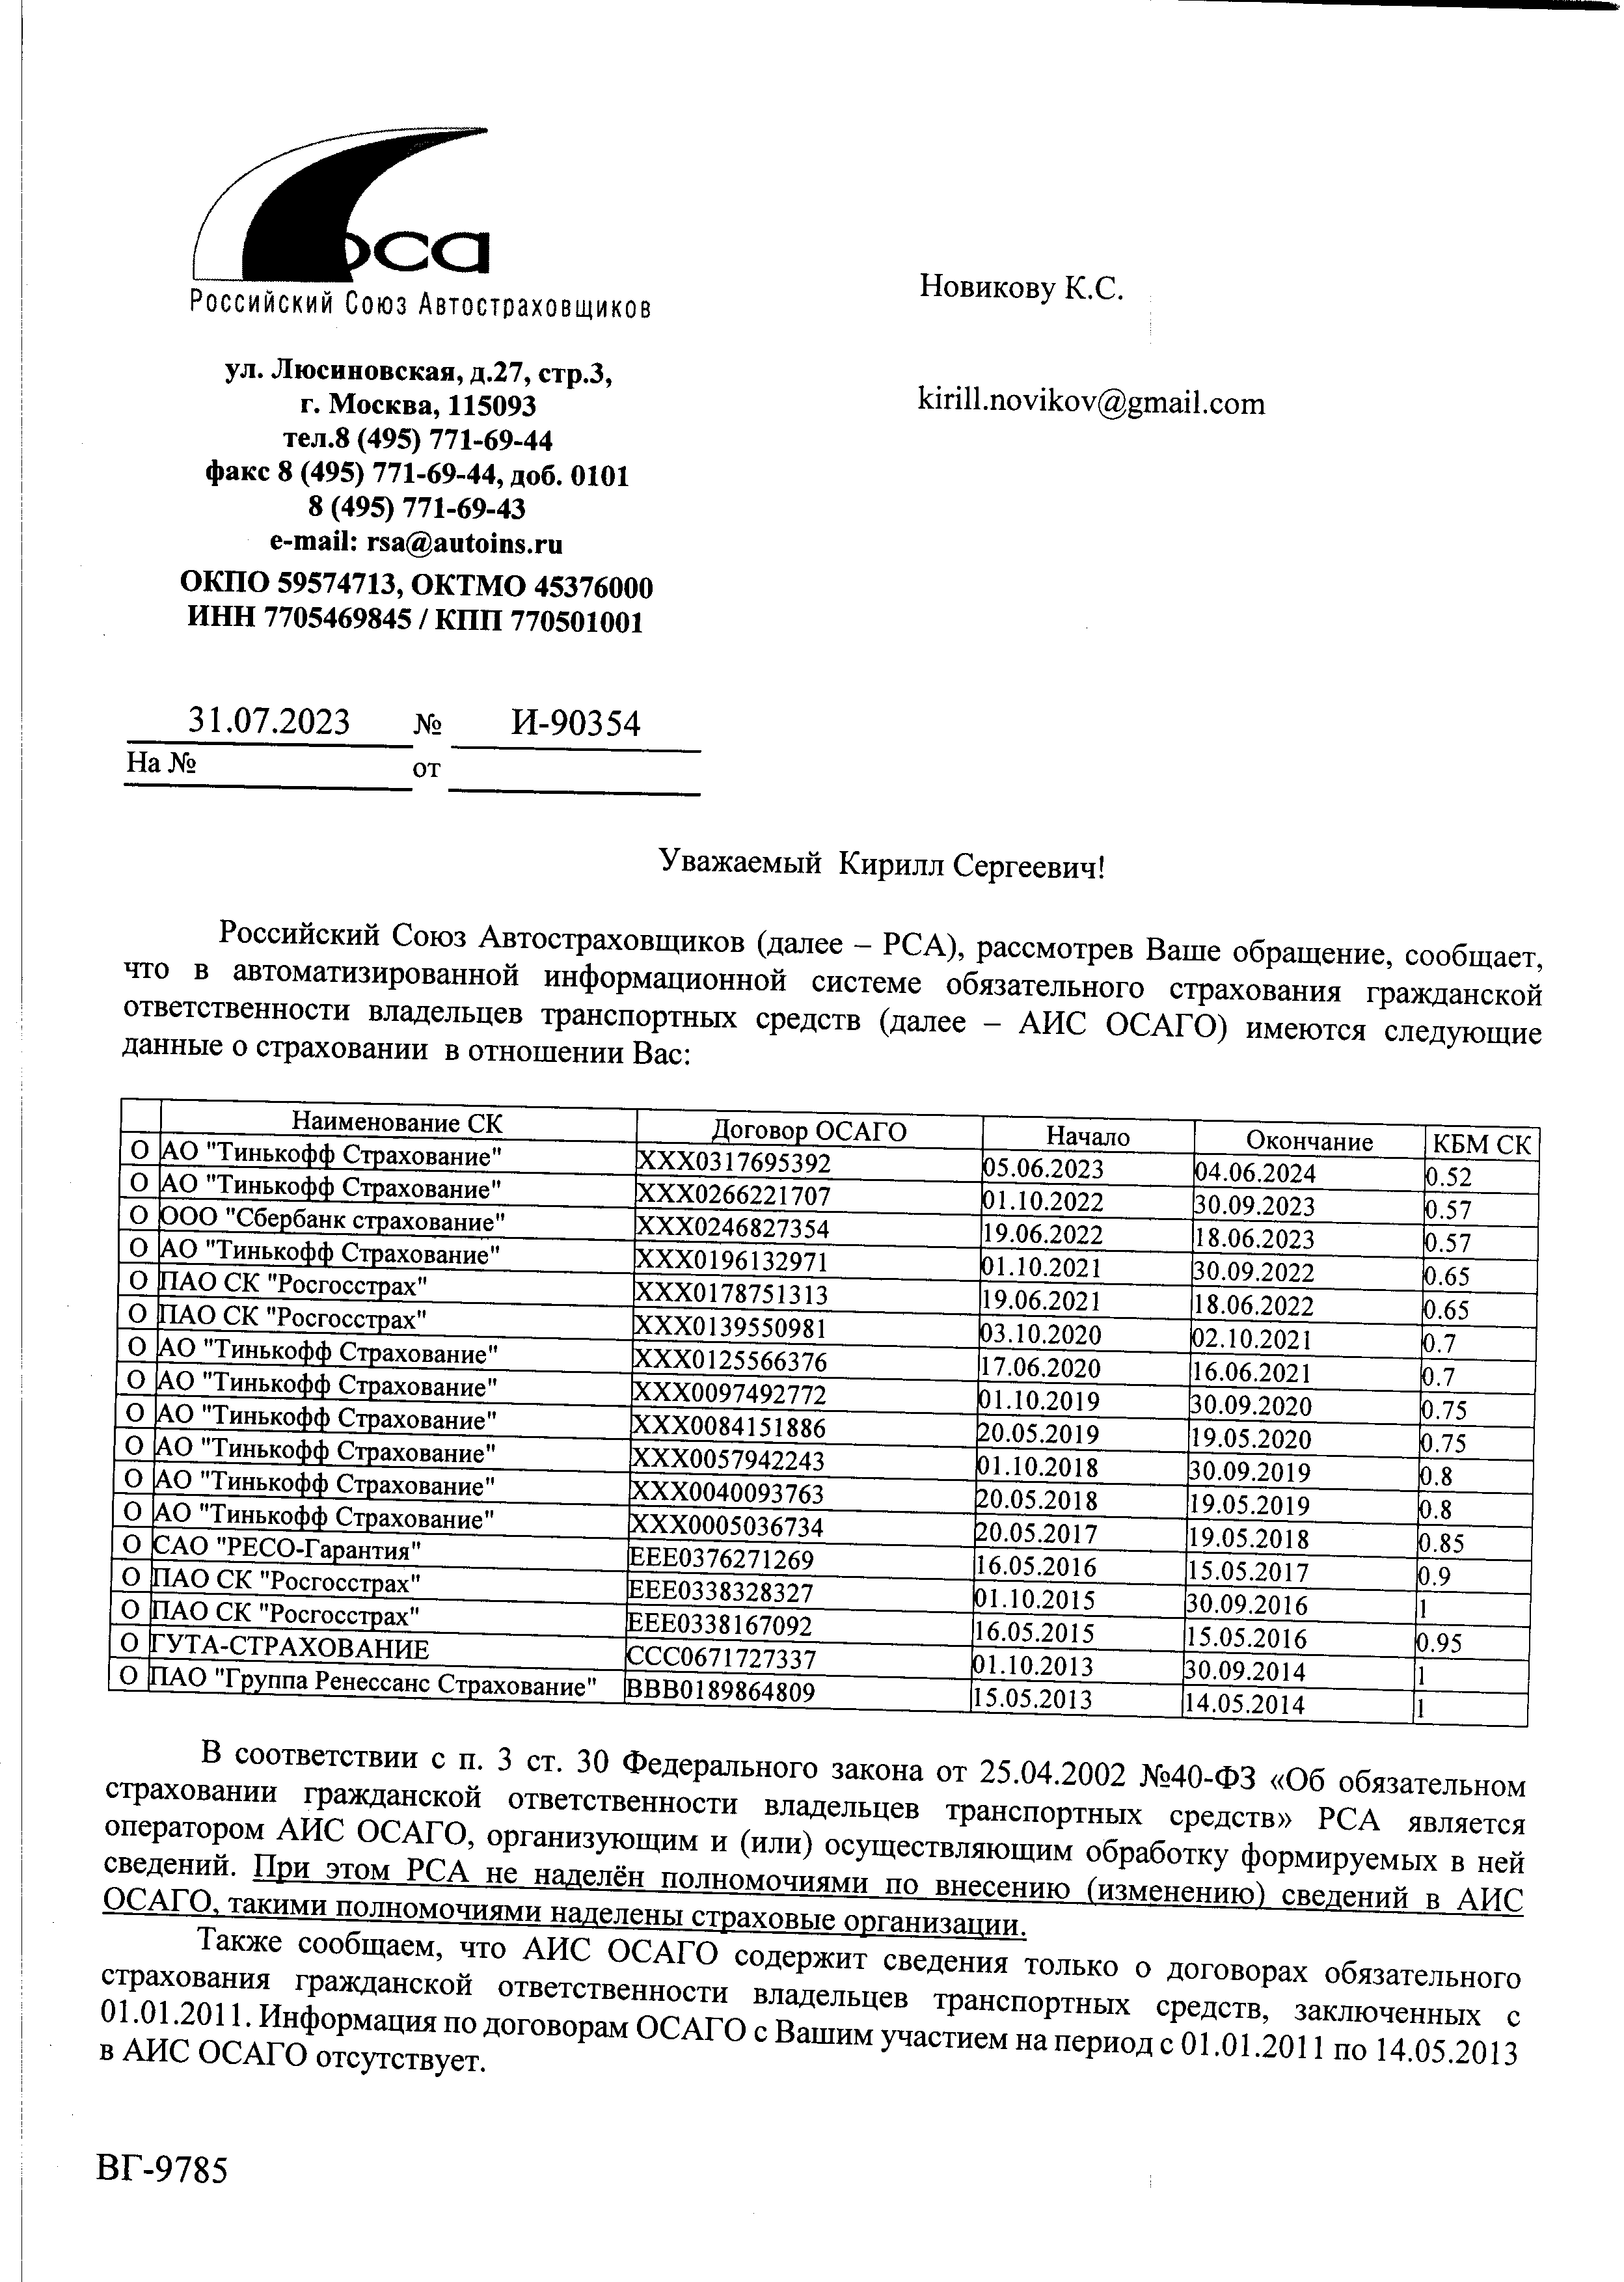 рса
Российский Союз Автостраховщиков
ул. Люсиновская, д.27, стр.3,
г. Москва, 115093
тел.8 (495) 771-69-44
факс 8 (495) 771-69-44, доб. 0101
8 (495) 771-69-43
e-mail: rsa@autoins.ru
ОКПО 59574713, ОКТМО 45376000
ИНН 7705469845 / КПП 770501001
Новикову К.С.
kirill.novikov@gmail.com
31.07.2023 № И-90354
На № от
Уважаемый Кирилл Сергеевич!
Российский Союз Автостраховщиков (далее – РСА), рассмотрев Ваше обращение, сообщает,
что в автоматизированной информационной системе обязательного страхования гражданской
ответственности владельцев транспортных средств (далее – АИС ОСАГО) имеются следующие
данные о страховании в отношении Вас:
Наименование СК Договор ОСАГО Начало Окончание КБМ СК
О АО "Тинькофф Страхование" ХХХ0317695392 05.06.2023 04.06.2024 0.52
О АО "Тинькофф Страхование" ХХХ0266221707 01.10.2022 30.09.2023 0.57
О ООО "Сбербанк страхование" ХХХ0246827354 19.06.2022 18.06.2023 0.57
О АО "Тинькофф Страхование" ХХХ0196132971 01.10.2021 30.09.2022 0.65
О ПАО СК "Росгосстрах" ХХХ0178751313 19.06.2021 18.06.2022 0.65
О ПАО СК "Росгосстрах" ХХХ0139550981 03.10.2020 02.10.2021 0.7
О АО "Тинькофф Страхование" ХХХ0125566376 17.06.2020 16.06.2021 0.7
О АО "Тинькофф Страхование" ХХХ0097492772 01.10.2019 30.09.2020 0.75
О АО "Тинькофф Страхование" ХХХ0084151886 20.05.2019 19.05.2020 0.75
О АО "Тинькофф Страхование" ХХХ0057942243 01.10.2018 30.09.2019 0.8
О АО "Тинькофф Страхование" ХХХ0040093763 20.05.2018 19.05.2019 0.8
О АО "Тинькофф Страхование" ХХХ0005036734 20.05.2017 19.05.2018 0.85
О САО "РЕСО-Гарантия" ЕЕЕ0376271269 16.05.2016 15.05.2017 0.9
О ПАО СК "Росгосстрах" ЕЕЕ0338328327 01.10.2015 30.09.2016 1
О ПАО СК "Росгосстрах" ЕЕЕ0338167092 16.05.2015 15.05.2016 0.95
О ГУТА-СТРАХОВАНИЕ ССС0671727337 01.10.2013 30.09.2014 1
О ПАО "Группа Ренессанс Страхование" ВВВ0189864809 15.05.2013 14.05.2014 1
В соответствии с п. 3 ст. 30 Федерального закона от 25.04.2002 №40-ФЗ «Об обязательном
страховании гражданской ответственности владельцев транспортных средств» РСА является
оператором АИС ОСАГО, организующим и (или) осуществляющим обработку формируемых в ней
сведений. При этом РСА не наделён полномочиями по внесению (изменению) сведений в АИС
ОСАГО, такими полномочиями наделены страховые организации.
Также сообщаем, что АИС ОСАГО содержит сведения только о договорах обязательного
страхования гражданской ответственности владельцев транспортных средств, заключенных с
01.01.2011. Информация по договорам ОСАГО с Вашим участием на период с 01.01.2011 по 14.05.2013
в АИС ОСАГО отсутствует.
ВГ-9785